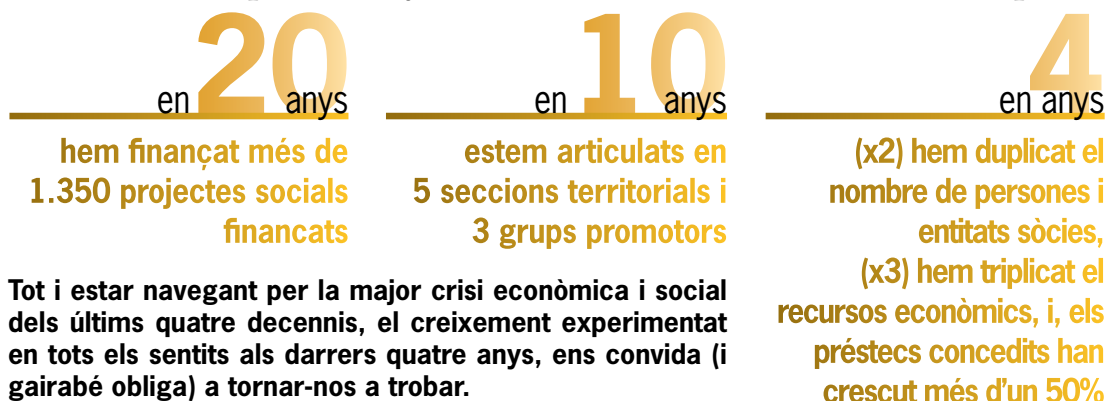 en 20 anys
hem finançat més de
1.350 projectes socials
financats
en 10 anys
estem articulats en
5 seccions territorials i
3 grups promotors
Tot i estar navegant per la major crisi econòmica i social
dels últims quatre decennis, el creixement experimentat
en tots els sentits als darrers quatre anys, ens convida (i
gairabé obliga) a tornar-nos a trobar.
en 4 anys
(x2) hem duplicat el
nombre de persones i
entitats sòcies,
(x3) hem triplicat el
recursos econòmics, i, els
préstecs concedits han
crescut més d'un 50%